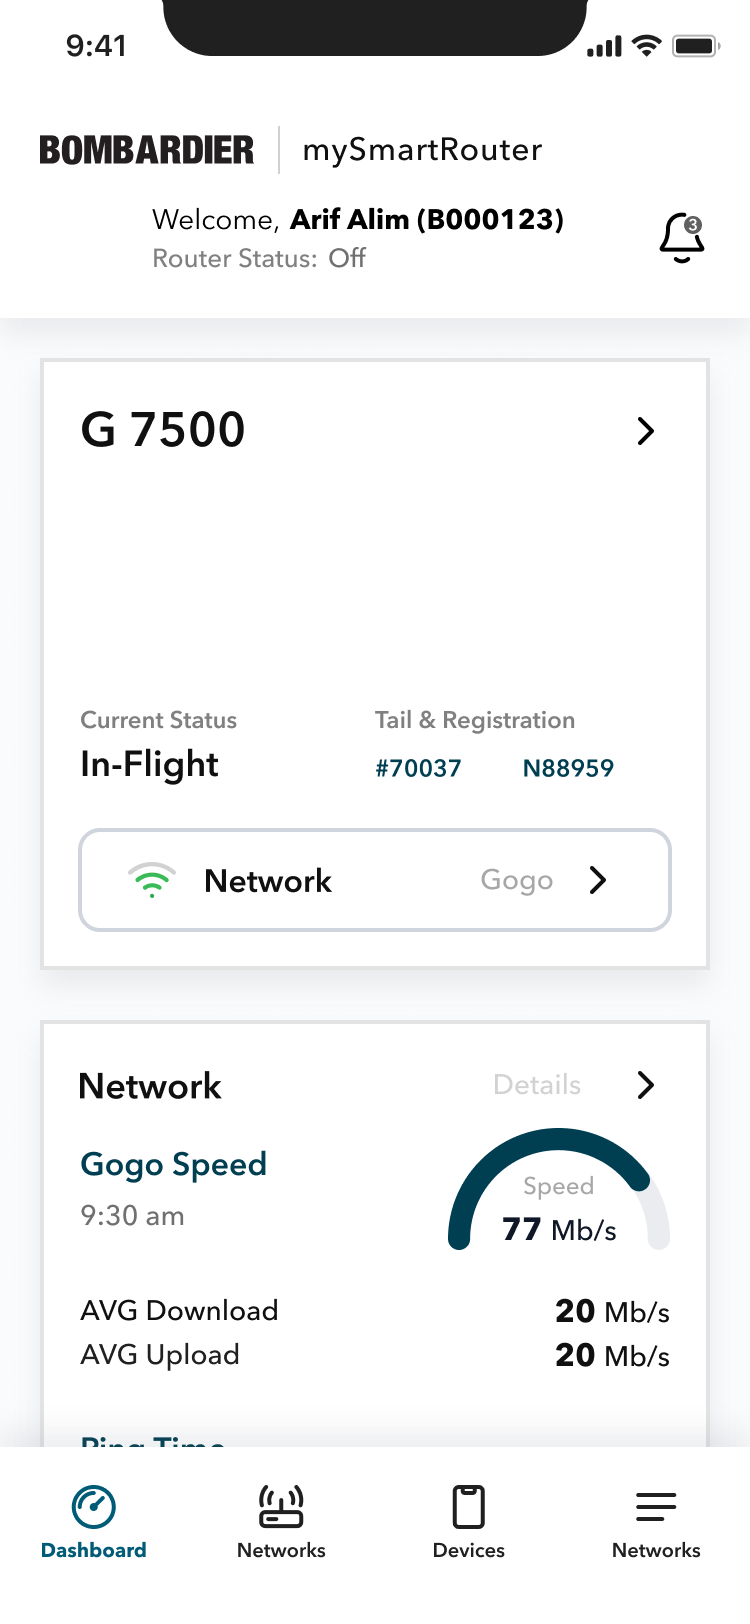 9:41
BOMBARDIER mySmartRouter
Welcome, Arif Alim (B000123)
3
Router Status: Off
G 7500
Current Status Tail & Registration
In-Flight #70037 N88959
Network Gogo
Network Details
Gogo Speed
Speed
9:30 am
77 Mb/s
AVG Download 20 Mb/s
AVG Upload 20 Mb/s
Ping Time
Dashboard Networks Devices Networks